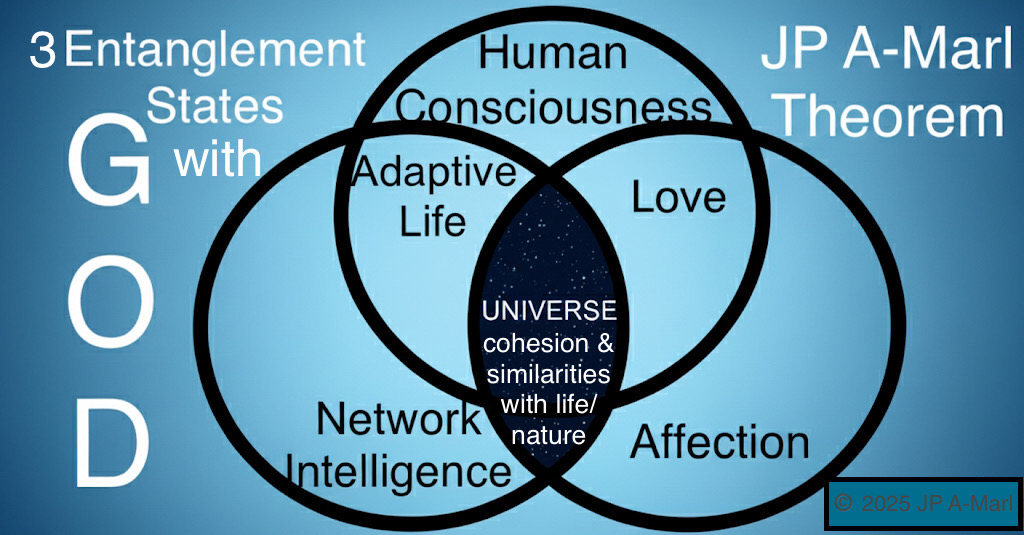 3 Entanglement
States
with
G
O
D
JP A-Marl
Theorem
Human
Consciousness
Adaptive
Life
Love
UNIVERSE
cohesion &
similarities
with life/
nature
Network
Intelligence
Affection
© 2025 JP A-Marl